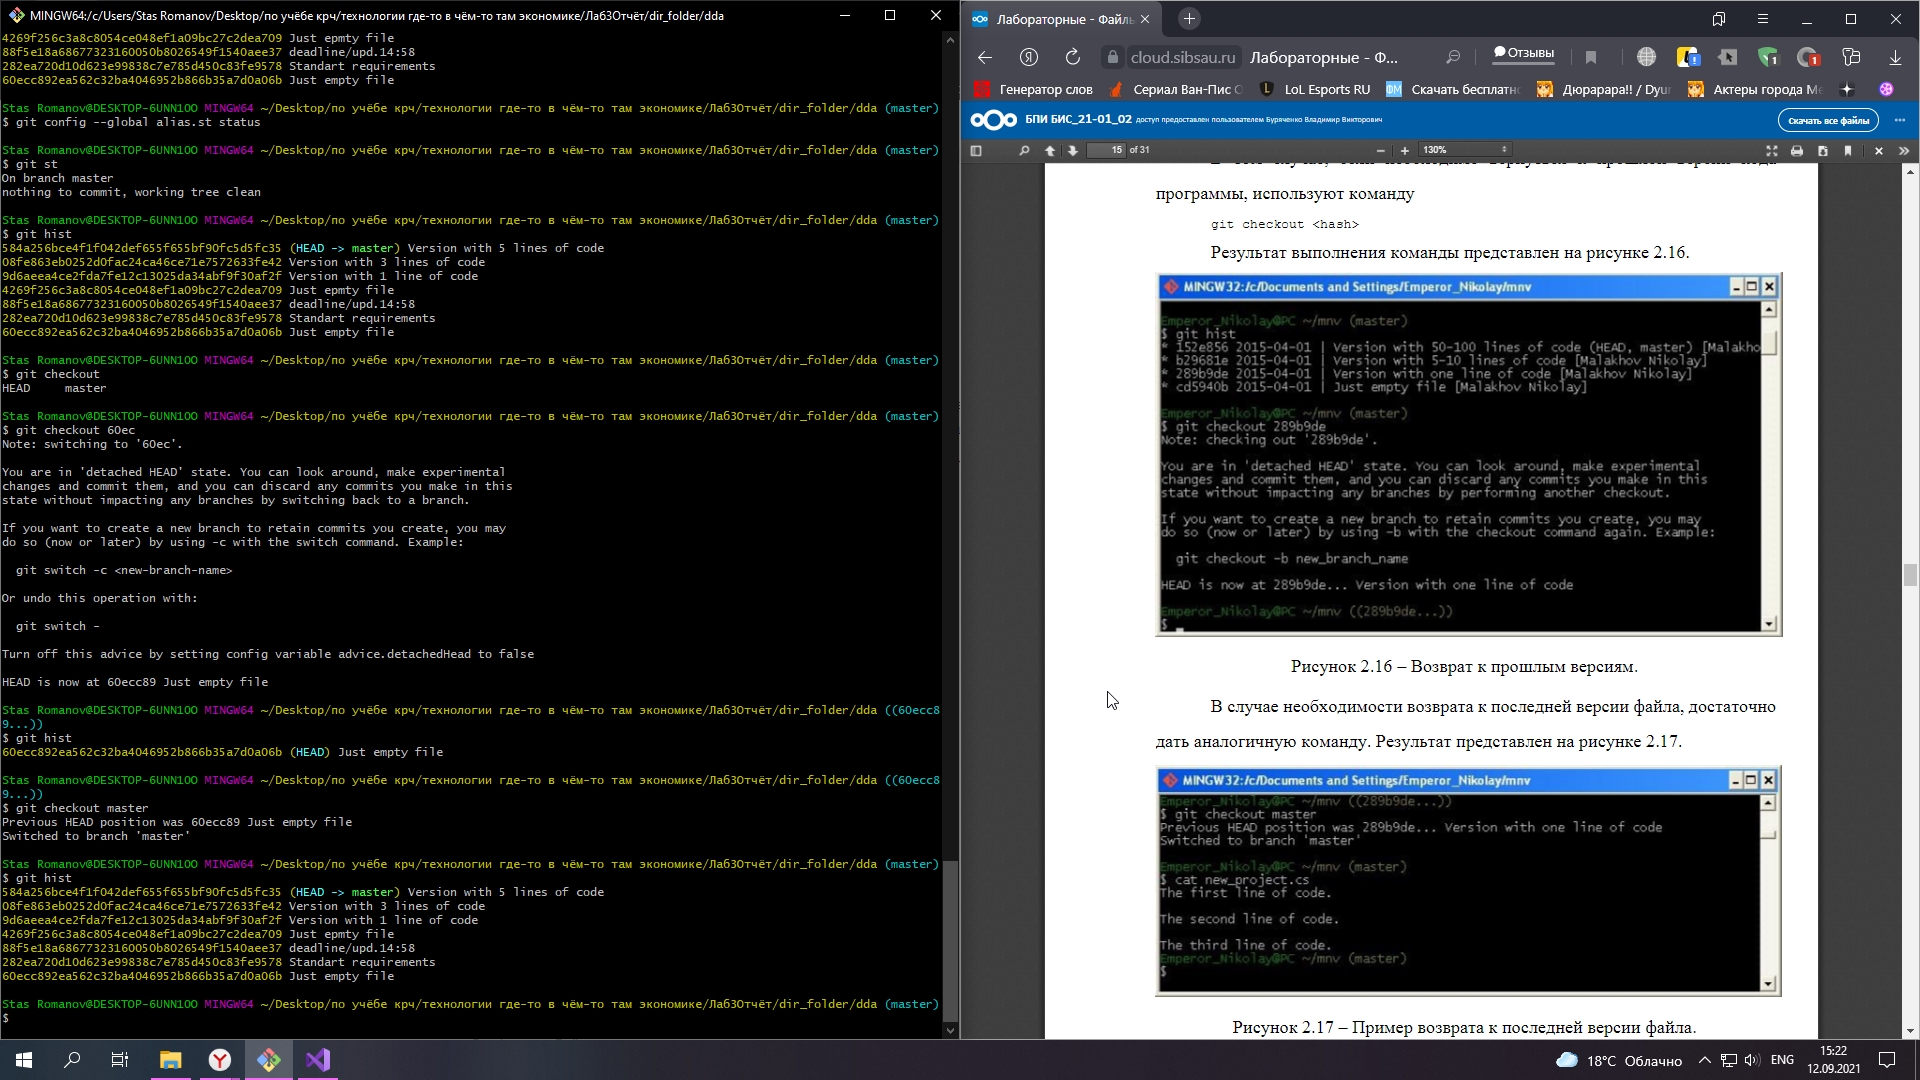 MINGW64:/c/Users/Stas Romanov/Desktop/по учёбе крч/технологии где-то в чём-то там экономике/Лаб3Отчёт/dir_folder/dda
4269f256c3a8c8054ce048ef1a09bc27c2dea709 Just epmty file
88f5e18a68677323160050b8026549f1540aee37 deadline/upd.14:58
282ea720d10d623e99838c7e785d450c83fe9578 Standart requirements
60ecc892ea562c32ba4046952b866b35a7d0a06b Just empty file
Stas Romanov@DESKTOP-6UNN1OO MINGW64 ~/Desktop/по учёбе крч/технологии где-то в чём-то там экономике/Лаб3Отчёт/dir_folder/dda (master)
$ git config --global alias.st status
Stas Romanov@DESKTOP-6UNN1OO MINGW64 ~/Desktop/по учёбе крч/технологии где-то в чём-то там экономике/Лаб3Отчёт/dir_folder/dda (master)
$ git st
On branch master
nothing to commit, working tree clean
Stas Romanov@DESKTOP-6UNN1OO MINGW64 ~/Desktop/по учёбе крч/технологии где-то в чём-то там экономике/Лаб3Отчёт/dir_folder/dda (master)
$ git hist
584a256bce4f1f042def655f655bf90fc5d5fc35 (HEAD -> master) Version with 5 lines of code
08fe863eb0252d0fac24ca46ce71e7572633fe42 Version with 3 lines of code
9d6aeea4ce2fda7fe12c13025da34abf9f30af2f Version with 1 line of code
4269f256c3a8c8054ce048ef1a09bc27c2dea709 Just epmty file
88f5e18a68677323160050b8026549f1540aee37 deadline/upd.14:58
282ea720d10d623e99838c7e785d450c83fe9578 Standart requirements
60ecc892ea562c32ba4046952b866b35a7d0a06b Just empty file
Stas Romanov@DESKTOP-6UNN1OO MINGW64 ~/Desktop/по учёбе крч/технологии где-то в чём-то там экономике/Лаб3Отчёт/dir_folder/dda (master)
$ git checkout
HEAD master
Stas Romanov@DESKTOP-6UNN1OO MINGW64 ~/Desktop/по учёбе крч/технологии где-то в чём-то там экономике/Лаб3Отчёт/dir_folder/dda (master)
$ git checkout 60ec
Note: switching to '60ec'.
You are in 'detached HEAD' state. You can look around, make experimental
changes and commit them, and you can discard any commits you make in this
state without impacting any branches by switching back to a branch.
If you want to create a new branch to retain commits you create, you may
do so (now or later) by using -c with the switch command. Example:
git switch -c <new-branch-name>
Or undo this operation with:
git switch -
Turn off this advice by setting config variable advice.detachedHead to false
HEAD is now at 60ecc89 Just empty file
Stas Romanov@DESKTOP-6UNN1OO MINGW64 ~/Desktop/по учёбе крч/технологии где-то в чём-то там экономике/Лаб3Отчёт/dir_folder/dda ((60ecc8
9...))
$ git hist
60ecc892ea562c32ba4046952b866b35a7d0a06b (HEAD) Just empty file
Stas Romanov@DESKTOP-6UNN1OO MINGW64 ~/Desktop/по учёбе крч/технологии где-то в чём-то там экономике/Лаб3Отчёт/dir_folder/dda ((60ecc8
9...))
$ git checkout master
Previous HEAD position was 60ecc89 Just empty file
Switched to branch 'master'
Stas Romanov@DESKTOP-6UNN1OO MINGW64 ~/Desktop/по учёбе крч/технологии где-то в чём-то там экономике/Лаб3Отчёт/dir_folder/dda (master)
$ git hist
584a256bce4f1f042def655f655bf90fc5d5fc35 (HEAD -> master) Version with 5 lines of code
08fe863eb0252d0fac24ca46ce71e7572633fe42 Version with 3 lines of code
9d6aeea4ce2fda7fe12c13025da34abf9f30af2f Version with 1 line of code
4269f256c3a8c8054ce048ef1a09bc27c2dea709 Just epmty file
88f5e18a68677323160050b8026549f1540aee37 deadline/upd.14:58
282ea720d10d623e99838c7e785d450c83fe9578 Standart requirements
60ecc892ea562c32ba4046952b866b35a7d0a06b Just empty file
Stas Romanov@DESKTOP-6UNN1OO MINGW64 ~/Desktop/по учёбе крч/технологии где-то в чём-то там экономике/Лаб3Отчёт/dir_folder/dda (master)
$
Лабораторные - Файль
cloud.sibsau.ru Лабораторные - Ф... Отзывы
Генератор слов Сериал Ван-Пис LoL Esports RU ФМ Скачать бесплатн Дюрарара!! / Dyur Актеры города
БПИ БИС_21-01_02 доступ предоставлен пользователем Буряченко Владимир Викторович Скачать все файлы
15 of 31 130%
программы, используют команду
git checkout <hash>
Результат выполнения команды представлен на рисунке 2.16.
MINGW32:/c/Documents and Settings/Emperor_Nikolay/mnv
Emperor_Nikolay@PC ~/mnv (master)
$ git hist
* 152e856 2015-04-01 | Version with 50-100 lines of code (HEAD, master) [Malakho
* b29681e 2015-04-01 | Version with 5-10 lines of code [Malakhov Nikolay]
* 289b9de 2015-04-01 | Version with one line of code [Malakhov Nikolay]
* cd5940b 2015-04-01 | Just empty file [Malakhov Nikolay]
Emperor_Nikolay@PC ~/mnv (master)
$ git checkout 289b9de
Note: checking out '289b9de'.
You are in 'detached HEAD' state. You can look around, make experimental
changes and commit them, and you can discard any commits you make in this
state without impacting any branches by performing another checkout.
If you want to create a new branch to retain commits you create, you may
do so (now or later) by using -b with the checkout command again. Example:
git checkout -b new_branch_name
HEAD is now at 289b9de... Version with one line of code
Emperor_Nikolay@PC ~/mnv ((289b9de...))
$
Рисунок 2.16 – Возврат к прошлым версиям.
В случае необходимости возврата к последней версии файла, достаточно
дать аналогичную команду. Результат представлен на рисунке 2.17.
MINGW32:/c/Documents and Settings/Emperor_Nikolay/mnv
Emperor_Nikolay@PC ~/mnv ((289b9de...))
$ git checkout master
Previous HEAD position was 289b9de... Version with one line of code
Switched to branch 'master'
Emperor_Nikolay@PC ~/mnv (master)
$ cat new_project.cs
The first line of code.
The second line of code.
The third line of code.
Emperor_Nikolay@PC ~/mnv (master)
$
Рисунок 2.17 – Пример возврата к последней версии файла.
18°C Облачно ENG 15:22
12.09.2021